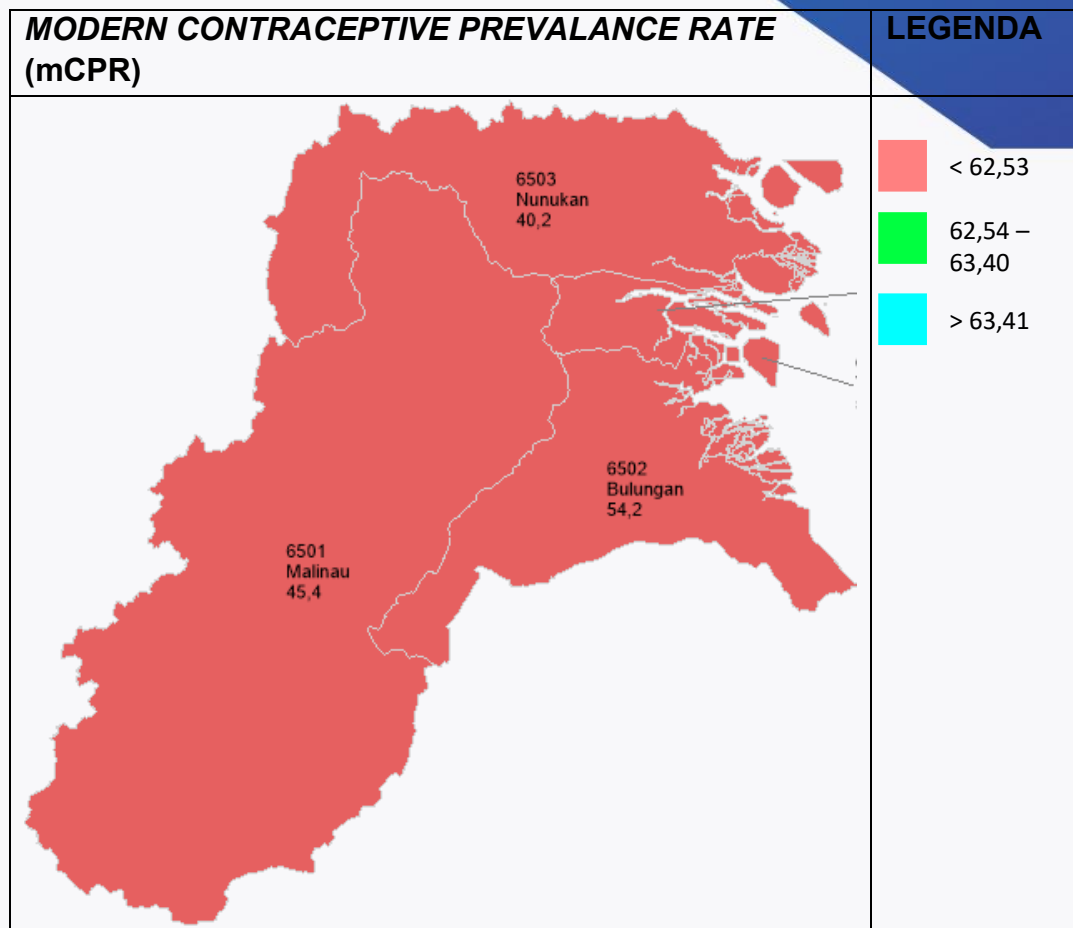 MODERN CONTRACEPTIVE PREVALANCE RATE
(mCPR)
LEGENDA
6503
Nunukan
40,2
6502
Bulungan
54,2
6501
Malinau
45,4
< 62,53
62,54 –
63,40
> 63,41